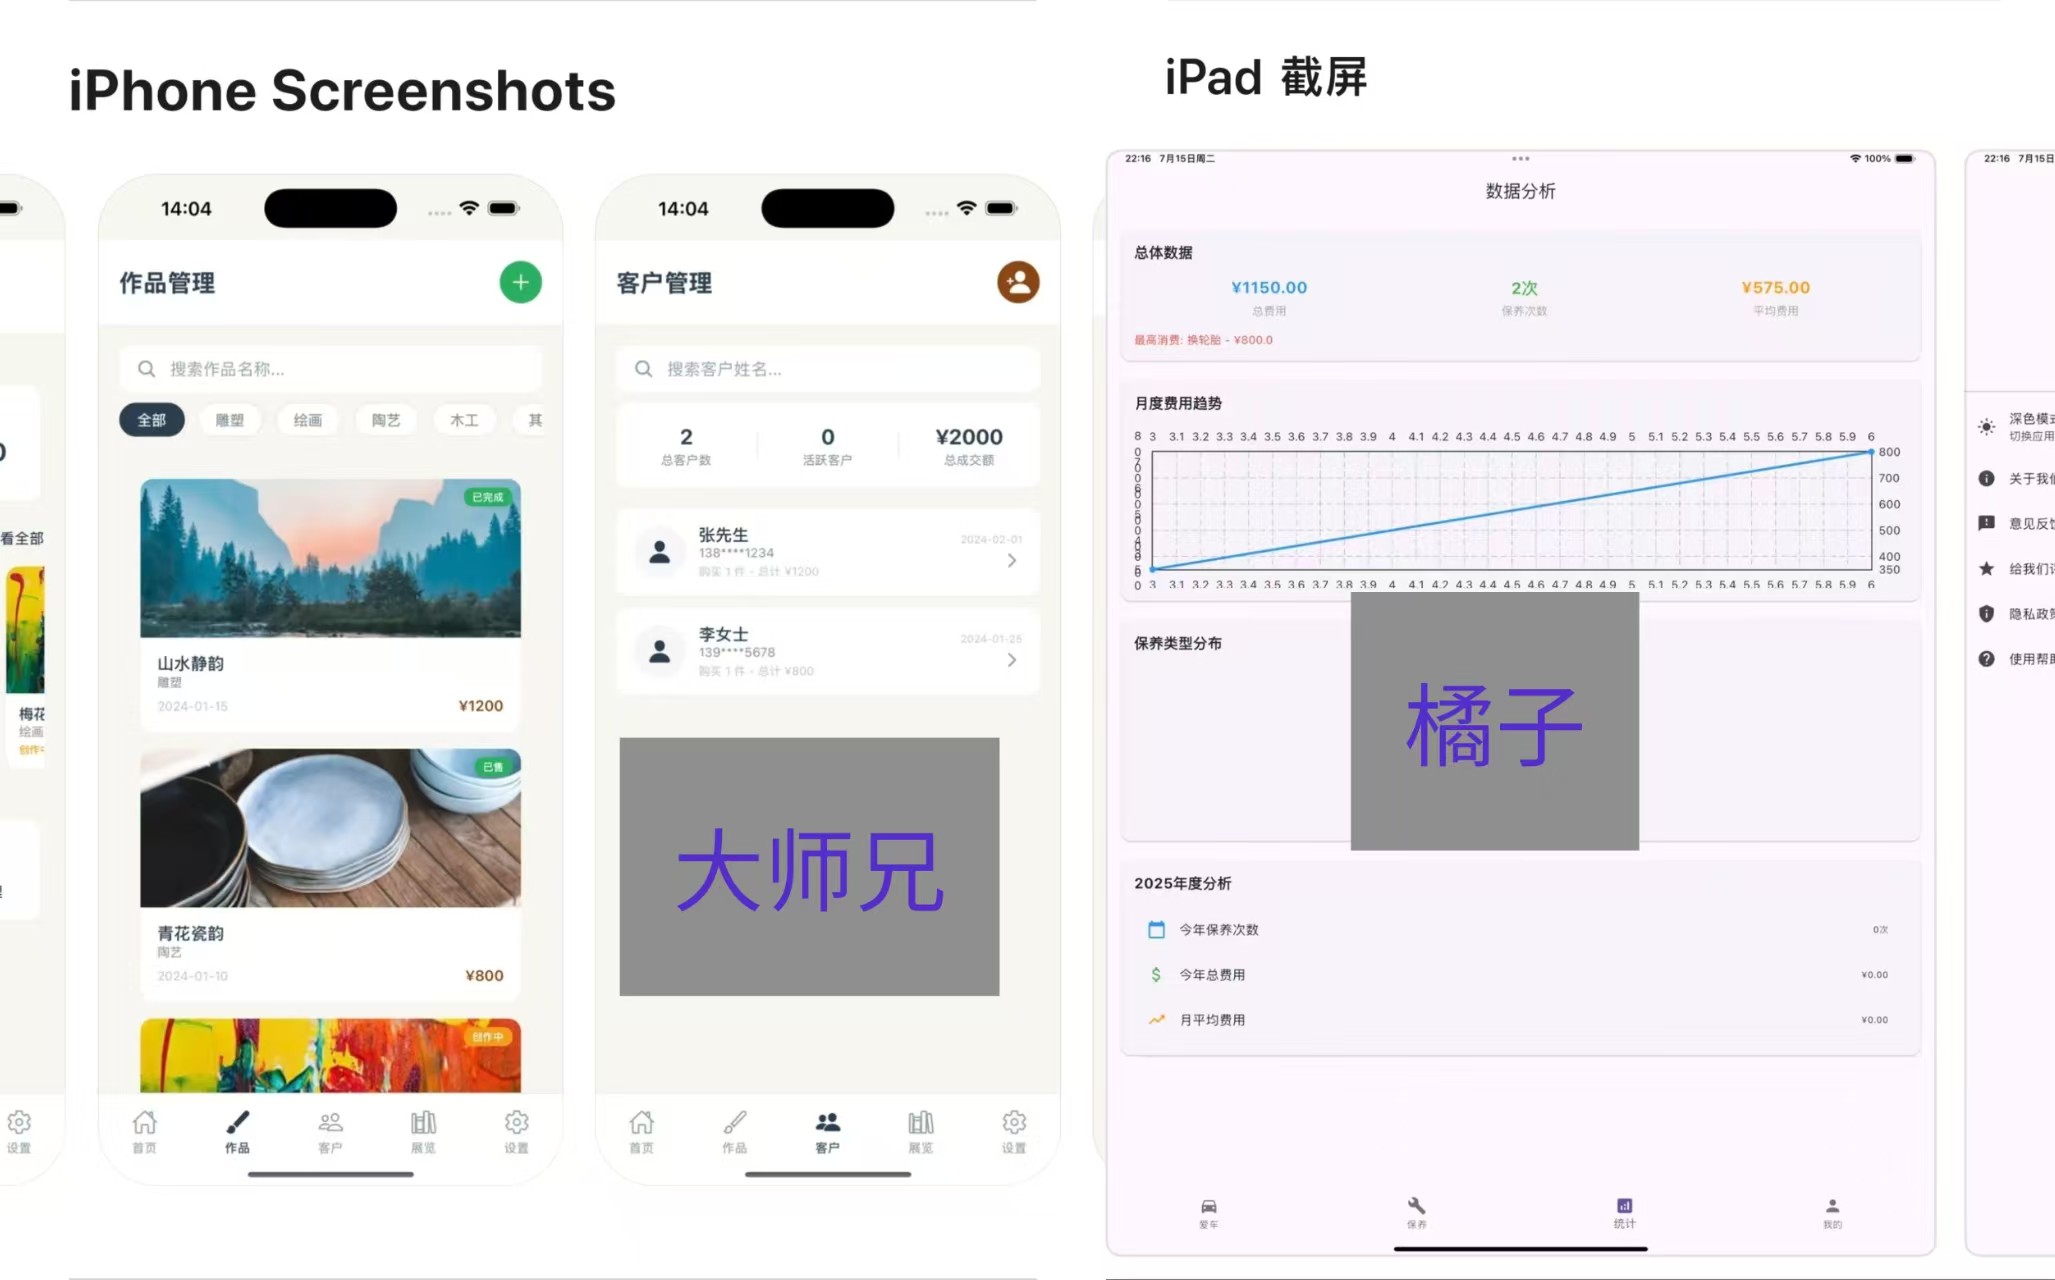 iPhone Screenshots
看全部
梅花
绘画
创作中
设置
14:04
作品管理
搜索作品名称...
全部
雕塑
绘画
陶艺
木工
其
已完成
山水静韵
雕塑
2024-01-15
¥1200
已售
青花瓷韵
陶艺
2024-01-10
¥800
创作中
首页
作品
客户
展览
设置
14:04
客户管理
搜索客户姓名...
2
0
¥2000
总客户数
活跃客户
总成交额
张先生
138****1234
购买 1 件 · 总计 ¥1200
2024-02-01
李女士
139****5678
购买 1 件 · 总计 ¥800
2024-01-25
大师兄
首页
作品
客户
展览
设置
iPad 截屏
22:16 7月15日周二
100%
数据分析
总体数据
¥1150.00
2次
¥575.00
总费用
保养次数
平均费用
最高消费: 换轮胎 - ¥800.0
月度费用趋势
3 3.1 3.2 3.3 3.4 3.5 3.6 3.7 3.8 3.9 4 4.1 4.2 4.3 4.4 4.5 4.6 4.7 4.8 4.9 5 5.1 5.2 5.3 5.4 5.5 5.6 5.7 5.8 5.9 6
800
700
600
500
400
350
3 3.1 3.2 3.3 3.4 3.5 3.6 3.7 3.8 3.9 4 4.1 4.2 4.3 4.4 4.5 4.6 4.7 4.8 4.9 5 5.1 5.2 5.3 5.4 5.5 5.6 5.7 5.8 5.9 6
保养类型分布
橘子
2025年度分析
今年保养次数
0次
今年总费用
¥0.00
月平均费用
¥0.00
爱车
保养
统计
我的
22:16 7月15日
深色模式
切换应用
关于我们
意见反馈
给我们评
隐私政策
使用帮助